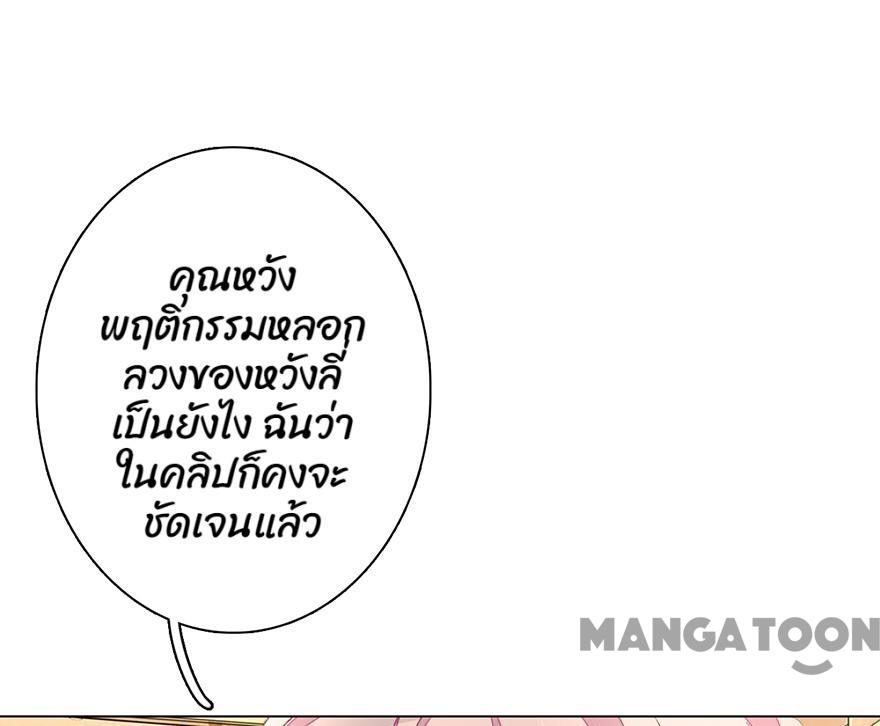 คุณหวัง
พฤติกรรมหลอก
ลวงของหวังลี่
เป็นยังไง ฉันว่า
ในคลิปก็คงจะ
ชัดเจนแล้ว
MANGATOON